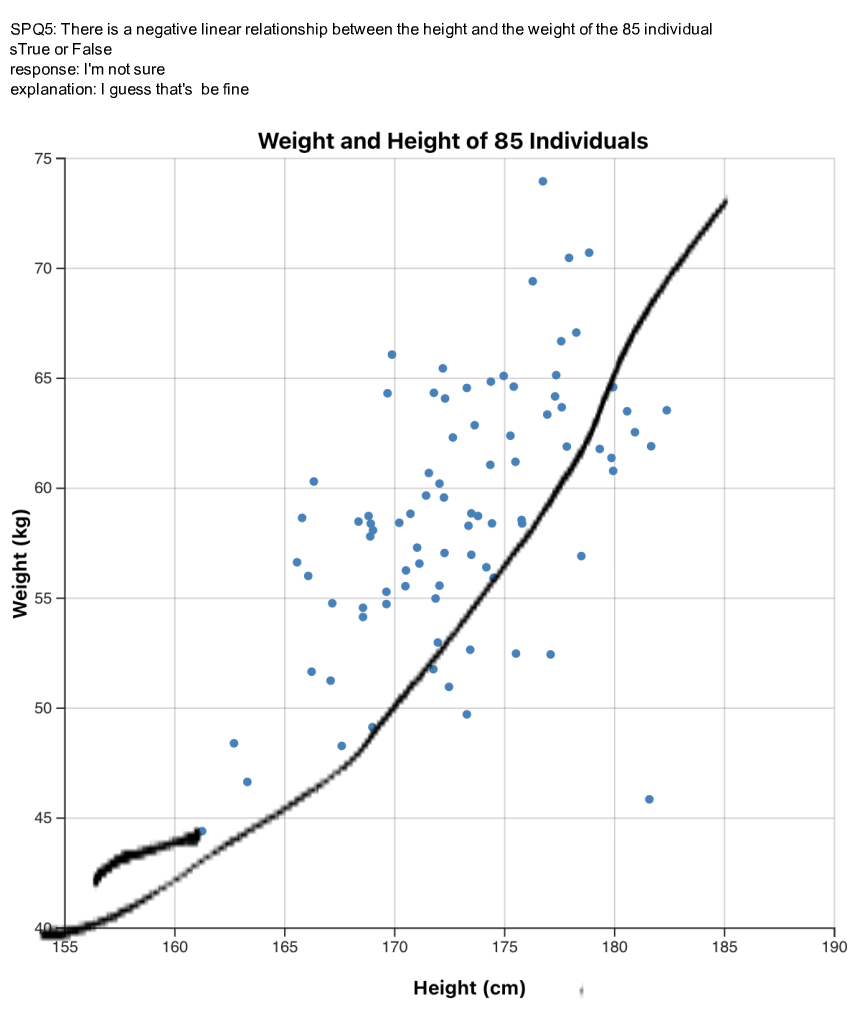 SPQ5: There is a negative linear relationship between the height and the weight of the 85 individual
sTrue or False
response: I'm not sure
explanation: I guess that's  be fine
Weight and Height of 85 Individuals
75
70
65
60
55
50
45
40
Weight (kg)
155 160 165 170 175 180 185 190
Height (cm)